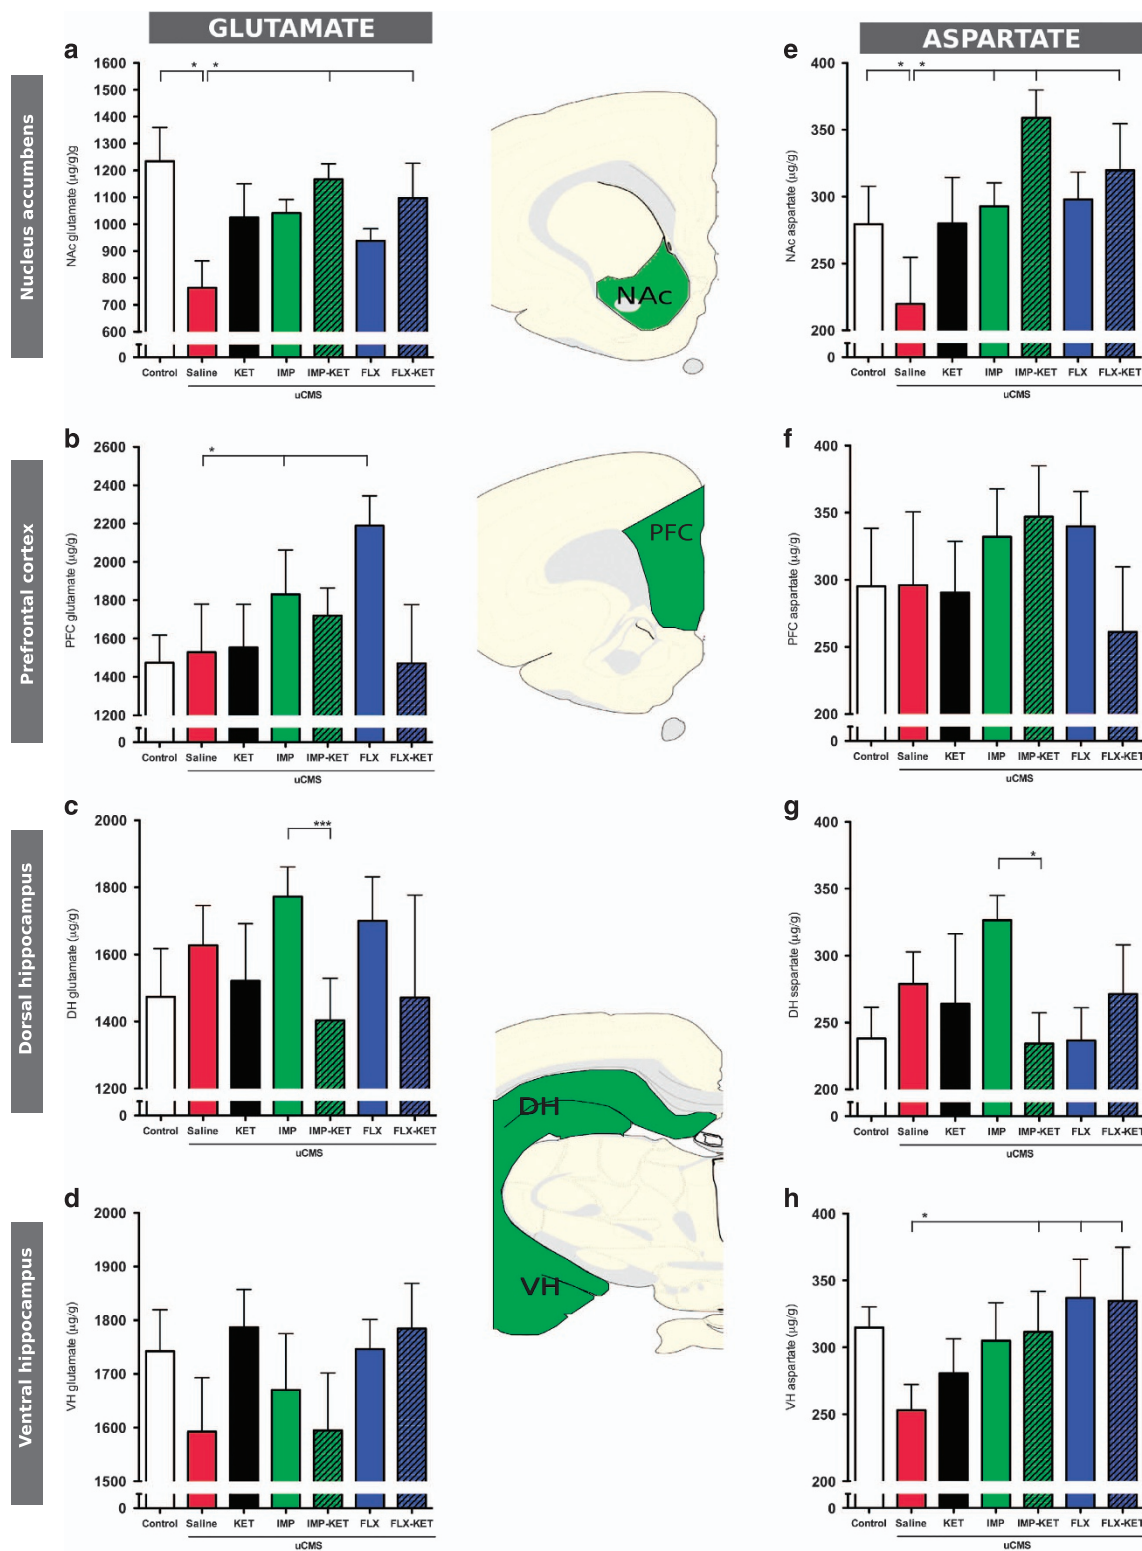 GLUTAMATE
ASPARTATE
Nucleus accumbens
a
1600
1500
1400
1300
1200
1100
1000
900
800
700
600
0
NAc glutamate (µg/g)g
* *
Control Saline KET IMP IMP-KET FLX FLX-KET
uCMS
NAc
e
400
350
300
250
200
0
NAc aspartate (µg/g)
* *
Control Saline KET IMP IMP-KET FLX FLX-KET
uCMS
Prefrontal cortex
b
2600
2400
2200
2000
1800
1600
1400
1200
0
PFC glutamate (µg/g)
*
Control Saline KET IMP IMP-KET FLX FLX-KET
uCMS
PFC
f
400
350
300
250
200
0
PFC aspartate (µg/g)
Control Saline KET IMP IMP-KET FLX FLX-KET
uCMS
Dorsal hippocampus
c
2000
1800
1600
1400
1200
0
DH glutamate (µg/g)
***
Control Saline KET IMP IMP-KET FLX FLX-KET
uCMS
DH
VH
g
400
350
300
250
200
0
DH sspartate (µg/g)
*
Control Saline KET IMP IMP-KET FLX FLX-KET
uCMS
Ventral hippocampus
d
2000
1900
1800
1700
1600
1500
0
VH glutamate (µg/g)
Control Saline KET IMP IMP-KET FLX FLX-KET
uCMS
h
400
350
300
250
200
0
VH aspartate (µg/g)
*
Control Saline KET IMP IMP-KET FLX FLX-KET
uCMS